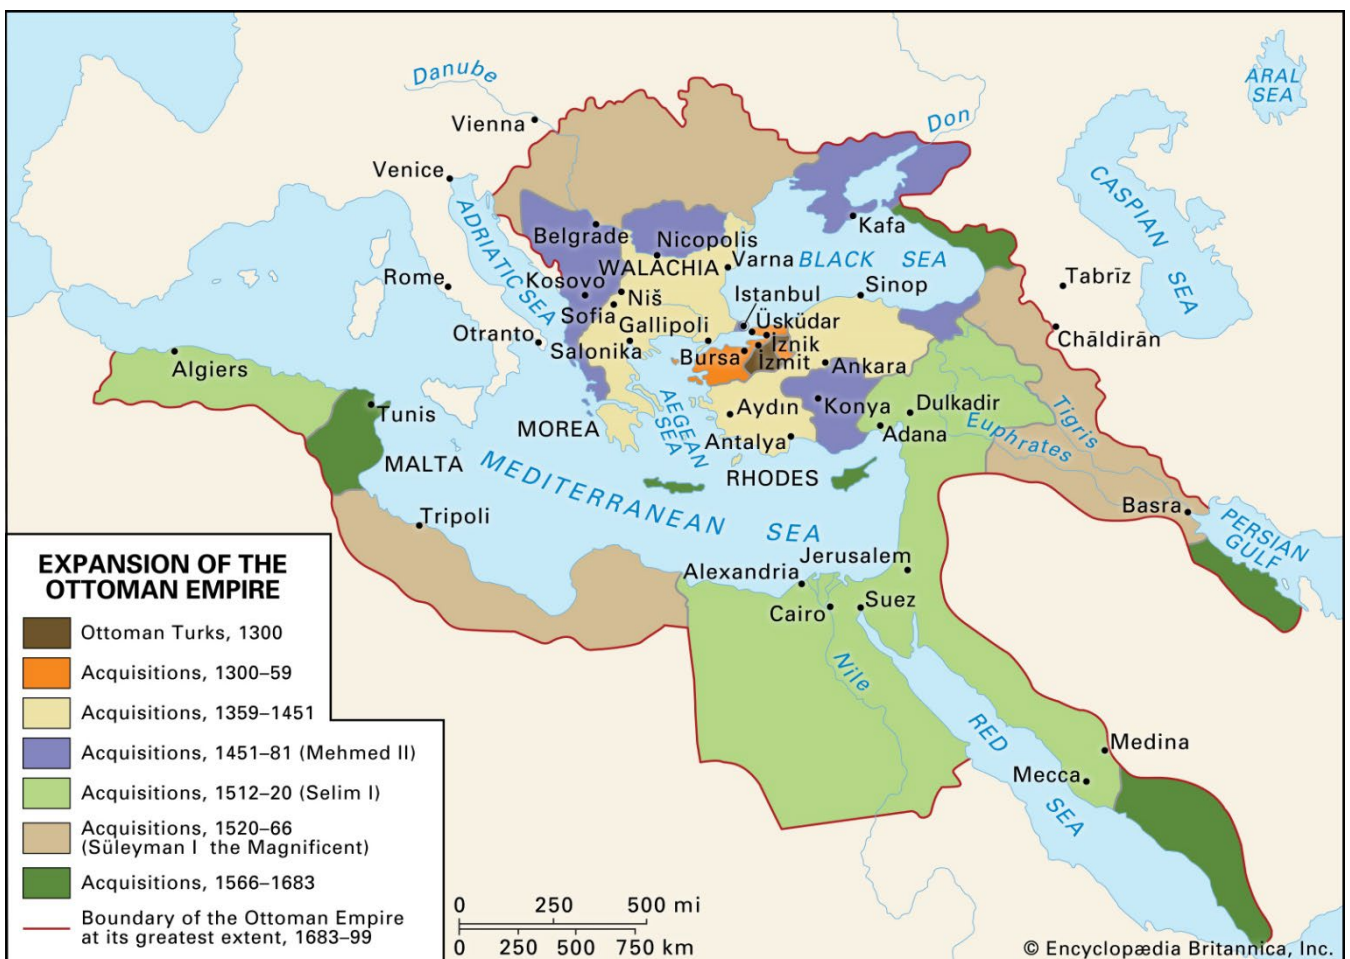 Danube
ARAL
SEA
Don
Vienna
Venice
CASPIAN
SEA
ADRIATIC SEA
Belgrade
Kafa
Nicopolis
WALACHIA
Varna
BLACK SEA
Rome
Kosovo
Niš
Sinop
Tabrīz
Istanbul
Sofia
Üsküdar
Otranto
Gallipoli
Salonika
Bursa
İznik
İzmit
Ankara
Chāldirān
Algiers
Tunis
AEGEAN
SEA
Aydın
Konya
Dulkadir
Tigris
MOREA
Antalya
Adana
Euphrates
MALTA
MEDITERRANEAN SEA
RHODES
Tripoli
Basra
PERSIAN
GULF
Jerusalem
Alexandria
Cairo
Suez
Nile
RED
SEA
Medina
Mecca
EXPANSION OF THE
OTTOMAN EMPIRE
Ottoman Turks, 1300
Acquisitions, 1300–59
Acquisitions, 1359–1451
Acquisitions, 1451–81 (Mehmed II)
Acquisitions, 1512–20 (Selim I)
Acquisitions, 1520–66
(Süleyman I the Magnificent)
Acquisitions, 1566–1683
Boundary of the Ottoman Empire
at its greatest extent, 1683–99
0 250 500 mi
0 250 500 750 km
© Encyclopædia Britannica, Inc.